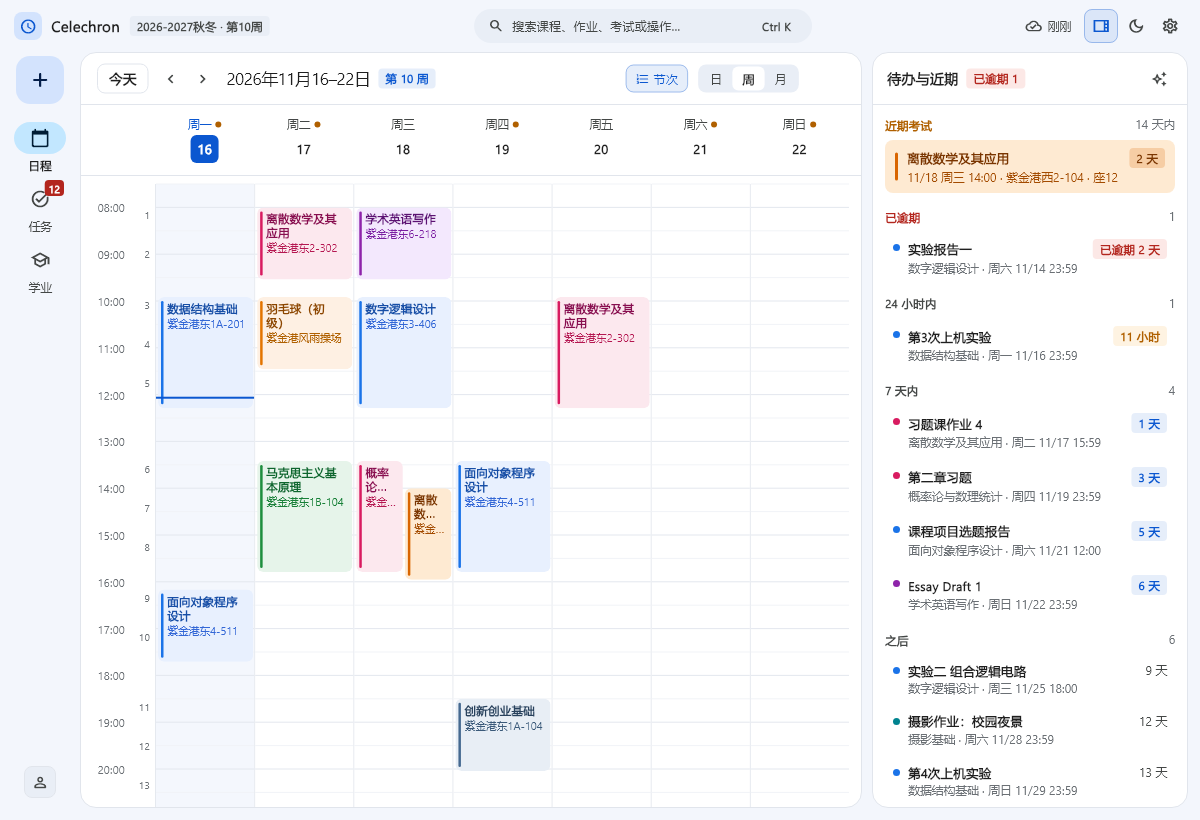 Celechron
2026-2027秋冬 · 第10周
搜索课程、作业、考试或操作...
Ctrl K
刚刚
日程
12
任务
学业
今天
2026年11月16–22日
第 10 周
节次
日
周
月
周一
周二
周三
周四
周五
周六
周日
16
17
18
19
20
21
22
08:00
09:00
10:00
11:00
12:00
13:00
14:00
15:00
16:00
17:00
18:00
19:00
20:00
1
2
3
4
5
6
7
8
9
10
11
12
13
数据结构基础
紫金港东1A-201
面向对象程序
设计
紫金港东4-511
离散数学及其
应用
紫金港东2-302
羽毛球（初
级）
紫金港风雨操场
马克思主义基
本原理
紫金港东1B-104
学术英语写作
紫金港东6-218
数字逻辑设计
紫金港东3-406
概率
论...
紫金...
离散
数...
紫金...
面向对象程序
设计
紫金港东4-511
创新创业基础
紫金港东1A-104
离散数学及其
应用
紫金港东2-302
待办与近期
已逾期 1
近期考试
14 天内
离散数学及其应用
2 天
11/18 周三 14:00 · 紫金港西2-104 · 座12
已逾期
1
实验报告一
已逾期 2 天
数字逻辑设计 · 周六 11/14 23:59
24 小时内
1
第3次上机实验
11 小时
数据结构基础 · 周一 11/16 23:59
7 天内
4
习题课作业 4
1 天
离散数学及其应用 · 周二 11/17 15:59
第二章习题
3 天
概率论与数理统计 · 周四 11/19 23:59
课程项目选题报告
5 天
面向对象程序设计 · 周六 11/21 12:00
Essay Draft 1
6 天
学术英语写作 · 周日 11/22 23:59
之后
6
实验二 组合逻辑电路
9 天
数字逻辑设计 · 周三 11/25 18:00
摄影作业：校园夜景
12 天
摄影基础 · 周六 11/28 23:59
第4次上机实验
13 天
数据结构基础 · 周日 11/29 23:59